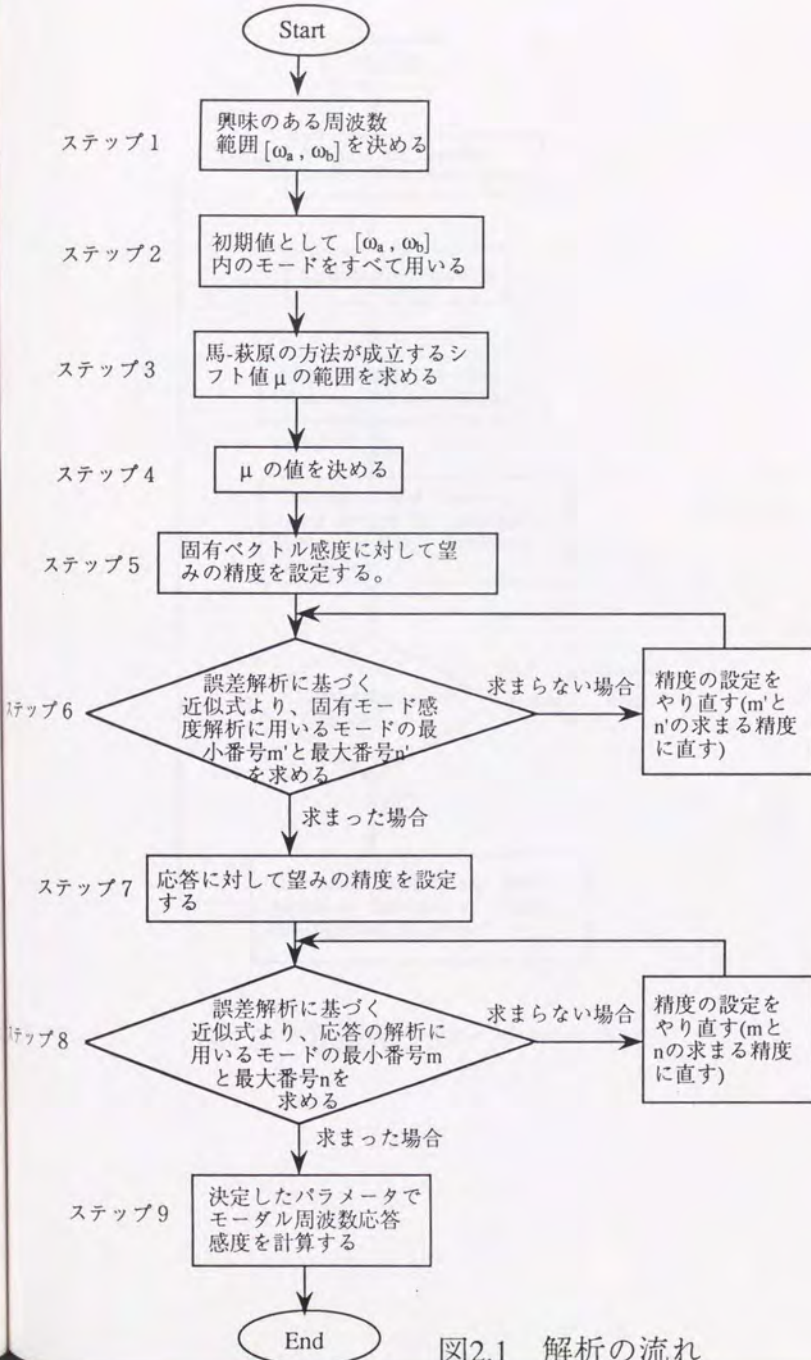 Start
ステップ1
興味のある周波数
範囲[ωa , ωb]を決める
ステップ2
初期値として [ωa , ωb]
内のモードをすべて用いる
ステップ3
馬-萩原の方法が成立するシ
フト値μの範囲を求める
ステップ4
μ の値を決める
ステップ5
固有ベクトル感度に対して望
みの精度を設定する。
ステップ6
誤差解析に基づく
近似式より、固有モード感
度解析に用いるモードの最
小番号m'と最大番号n'
を求める
求まらない場合
精度の設定を
やり直す(m'と
n'の求まる精度
に直す)
求まった場合
ステップ7
応答に対して望みの精度を設定
する
ステップ8
誤差解析に基づく
近似式より、応答の解析に
用いるモードの最小番号m
と最大番号nを
求める
求まらない場合
精度の設定を
やり直す(mと
nの求まる精度
に直す)
求まった場合
ステップ9
決定したパラメータで
モーダル周波数応答
感度を計算する
End
図2.1 解析の流れ